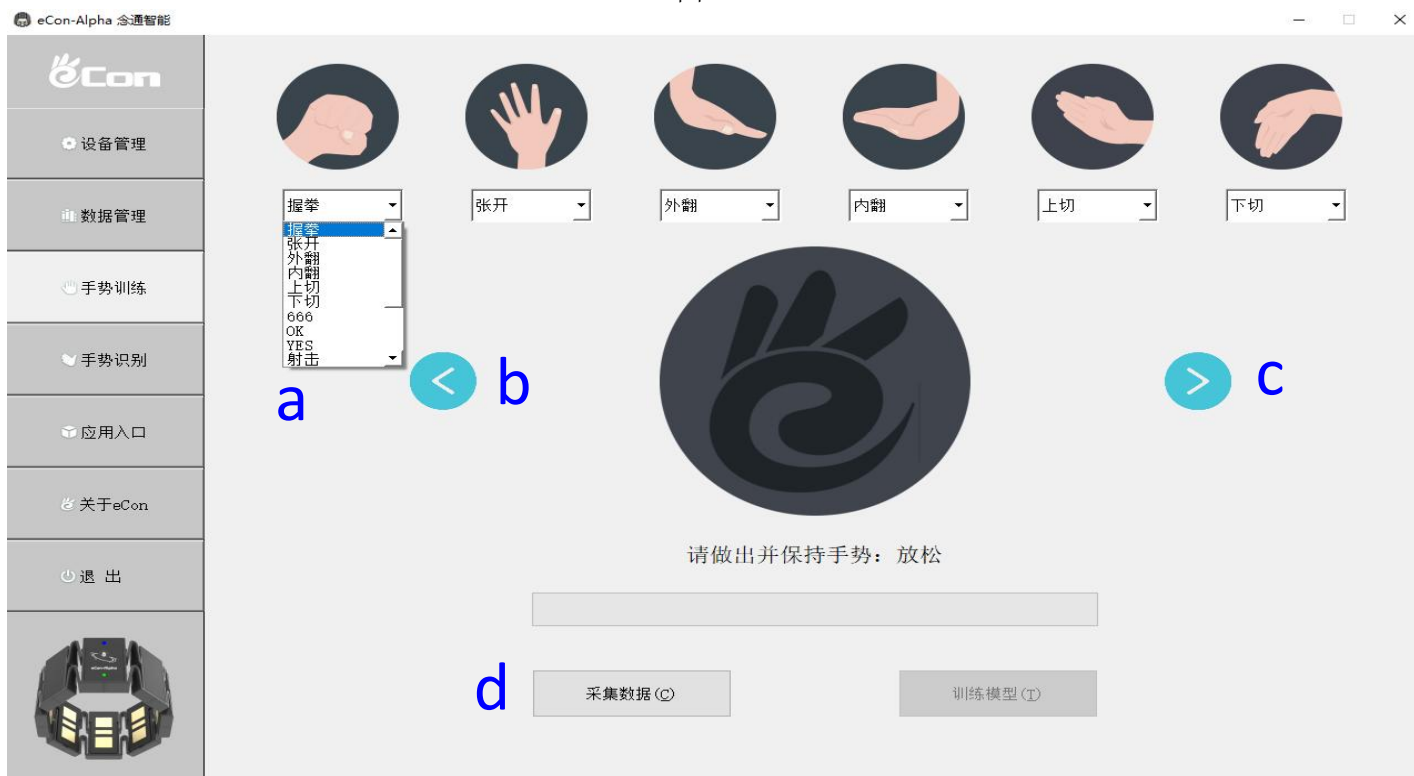 eCon-Alpha 念通智能
eCon
设备管理
数据管理
手势训练
手势识别
应用入口
关于eCon
退 出
握拳
张开
外翻
内翻
上切
下切
握拳
张开
外翻
内翻
上切
下切
666
OK
YES
射击
a
b
c
请做出并保持手势：放松
d
采集数据(C)
训练模型(T)
eCon-Alpha